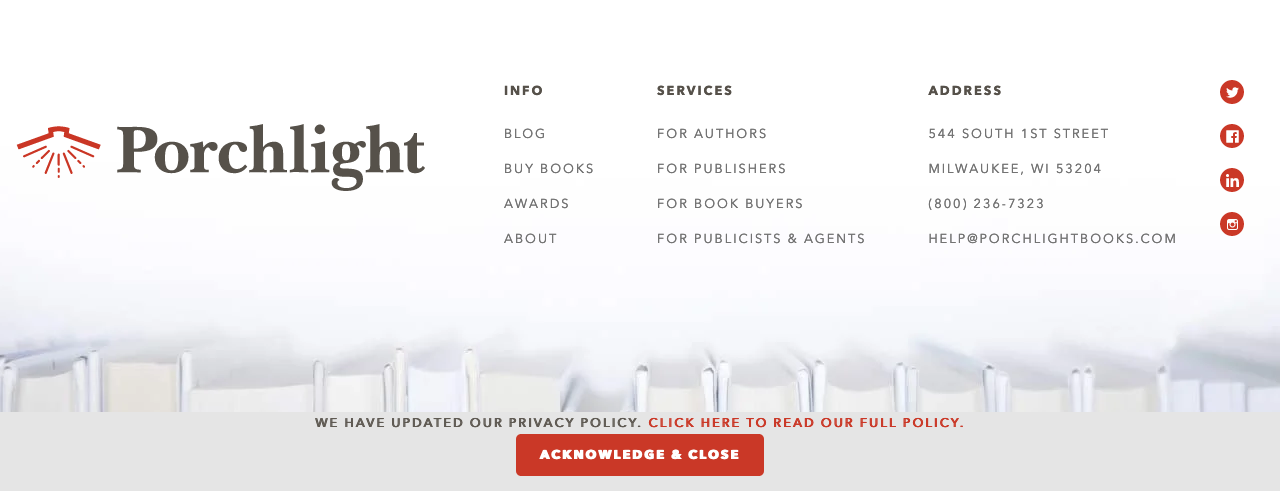 Porchlight
INFO
BLOG
BUY BOOKS
AWARDS
ABOUT
SERVICES
FOR AUTHORS
FOR PUBLISHERS
FOR BOOK BUYERS
FOR PUBLICISTS & AGENTS
ADDRESS
544 SOUTH 1ST STREET
MILWAUKEE, WI 53204
(800) 236-7323
HELP@PORCHLIGHTBOOKS.COM
WE HAVE UPDATED OUR PRIVACY POLICY. CLICK HERE TO READ OUR FULL POLICY.
ACKNOWLEDGE & CLOSE